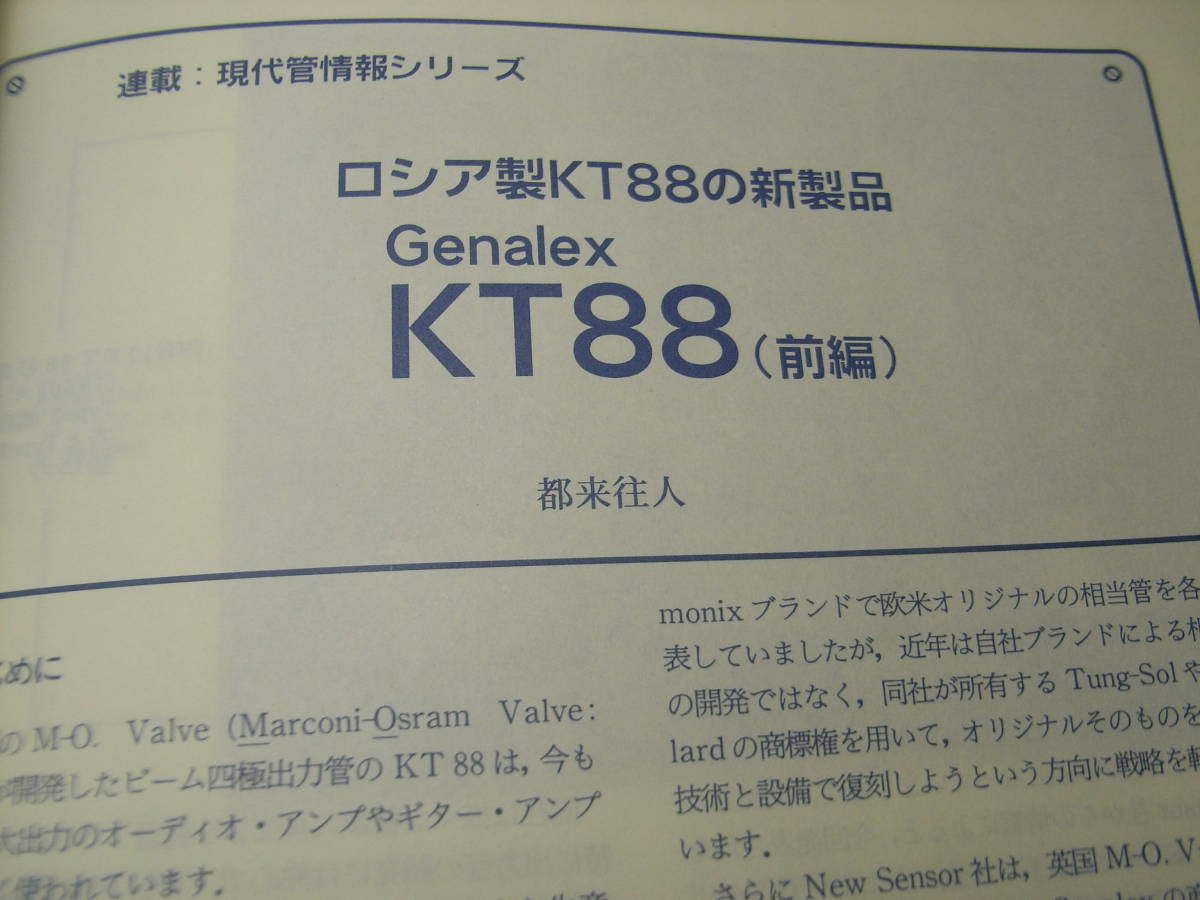 連載：現代管情報シリーズ
ロシア製KT88の新製品
Genalex
KT88（前編）
都来往人
めに
の M-O. Valve (Marconi-Osram Valve:
開発したビーム四極出力管の KT 88 は，今も
大出力のオーディオ・アンプやギター・アンプ
使われています．
monix ブランドで欧米オリジナルの相当管を各
表していましたが，近年は自社ブランドによる
の開発ではなく，同社が所有する Tung-Sol や
lard の商標権を用いて，オリジナルそのものを
技術と設備で復刻しようという方向に戦略を転
います．
さらに New Sensor 社は，英国 M-O. V